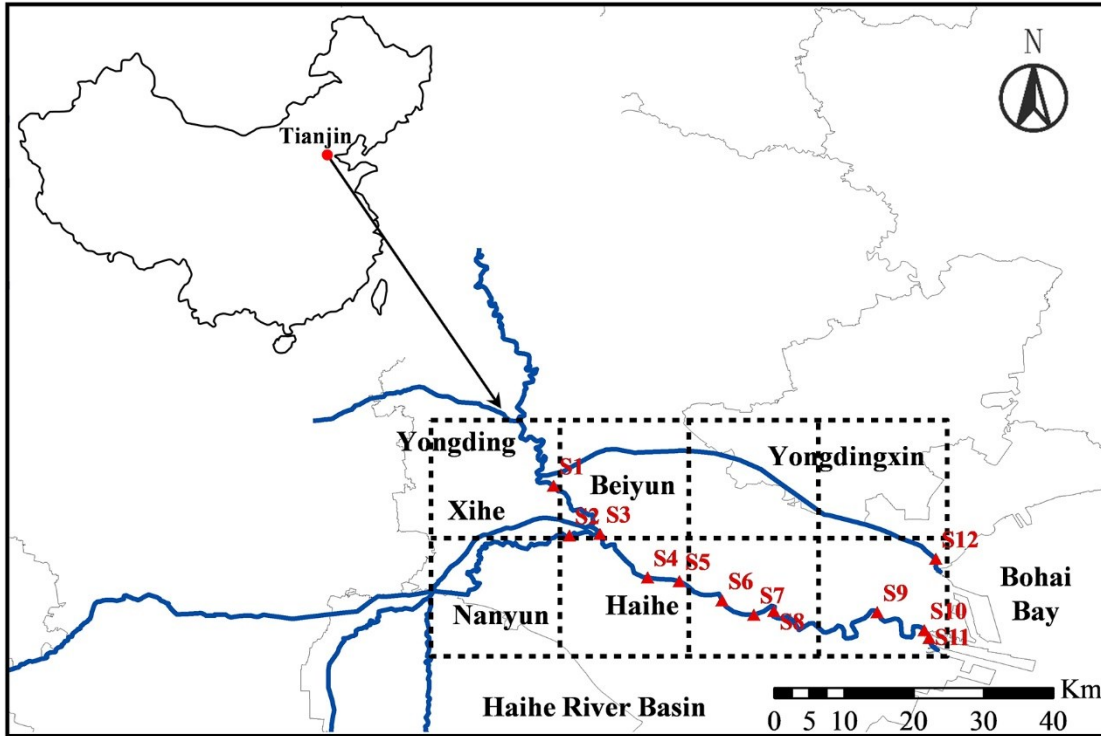 N
Tianjin
Yongding
Yongdingxin
S1
Beiyun
Xihe
S2
S3
S12
S4
S5
Bohai
Bay
S6
S7
S9
Nanyun
Haihe
S8
S10
S11
Haihe River Basin
Km
0 5 10 20 30 40